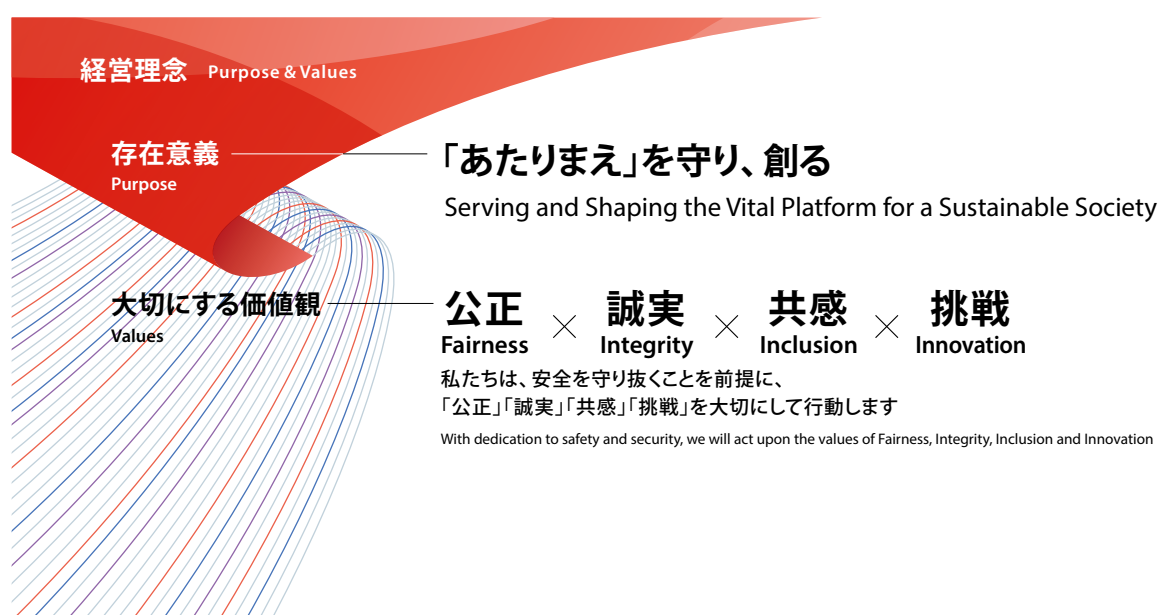 経営理念 Purpose & Values
存在意義
Purpose
「あたりまえ」を守り、創る
Serving and Shaping the Vital Platform for a Sustainable Society
大切にする価値観
Values
公正 × 誠実 × 共感 × 挑戦
Fairness Integrity Inclusion Innovation
私たちは、安全を守り抜くことを前提に、
「公正」「誠実」「共感」「挑戦」を大切にして行動します
With dedication to safety and security, we will act upon the values of Fairness, Integrity, Inclusion and Innovation